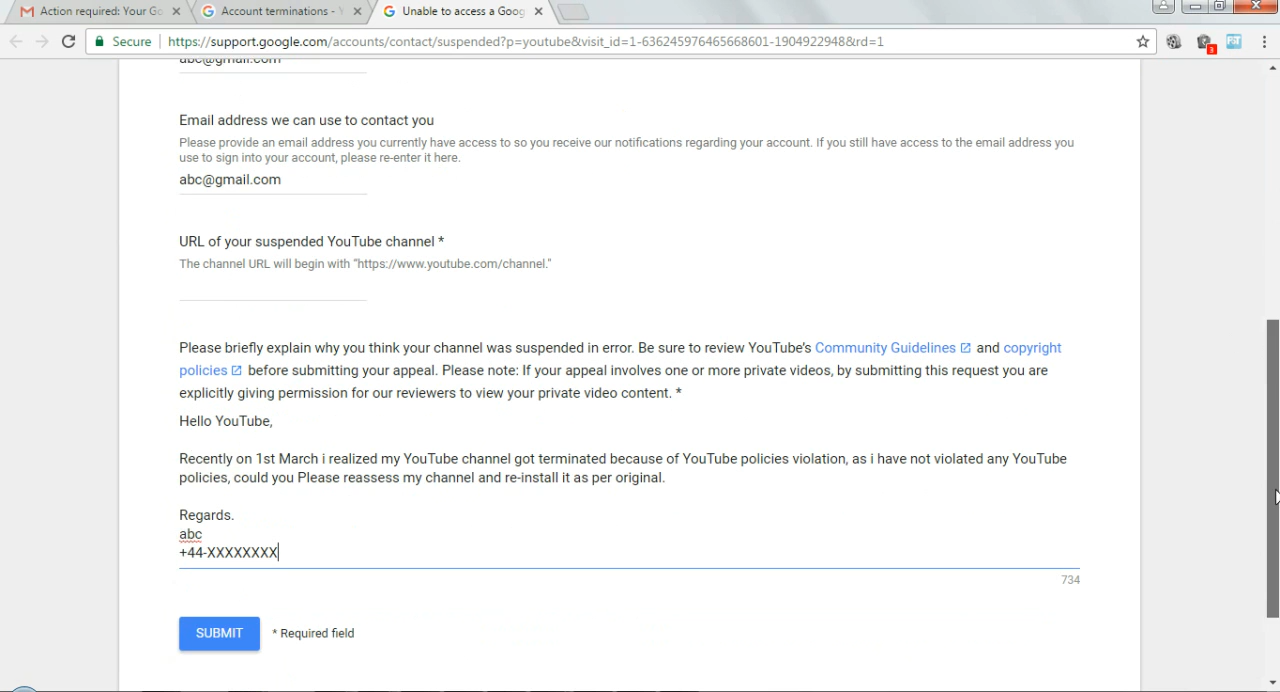 Action required: Your Go
Account terminations - Y
Unable to access a Goog
Secure
https://support.google.com/accounts/contact/suspended?p=youtube&visit_id=1-636245976465668601-1904922948&rd=1
3
abc@gmail.com
Email address we can use to contact you
Please provide an email address you currently have access to so you receive our notifications regarding your account. If you still have access to the email address you
use to sign into your account, please re-enter it here.
abc@gmail.com
URL of your suspended YouTube channel *
The channel URL will begin with "https://www.youtube.com/channel."
Please briefly explain why you think your channel was suspended in error. Be sure to review YouTube's Community Guidelines and copyright
policies before submitting your appeal. Please note: If your appeal involves one or more private videos, by submitting this request you are
explicitly giving permission for our reviewers to view your private video content. *
Hello YouTube,
Recently on 1st March i realized my YouTube channel got terminated because of YouTube policies violation, as i have not violated any YouTube
policies, could you Please reassess my channel and re-install it as per original.
Regards.
abc
+44-XXXXXXXX
734
SUBMIT
* Required field